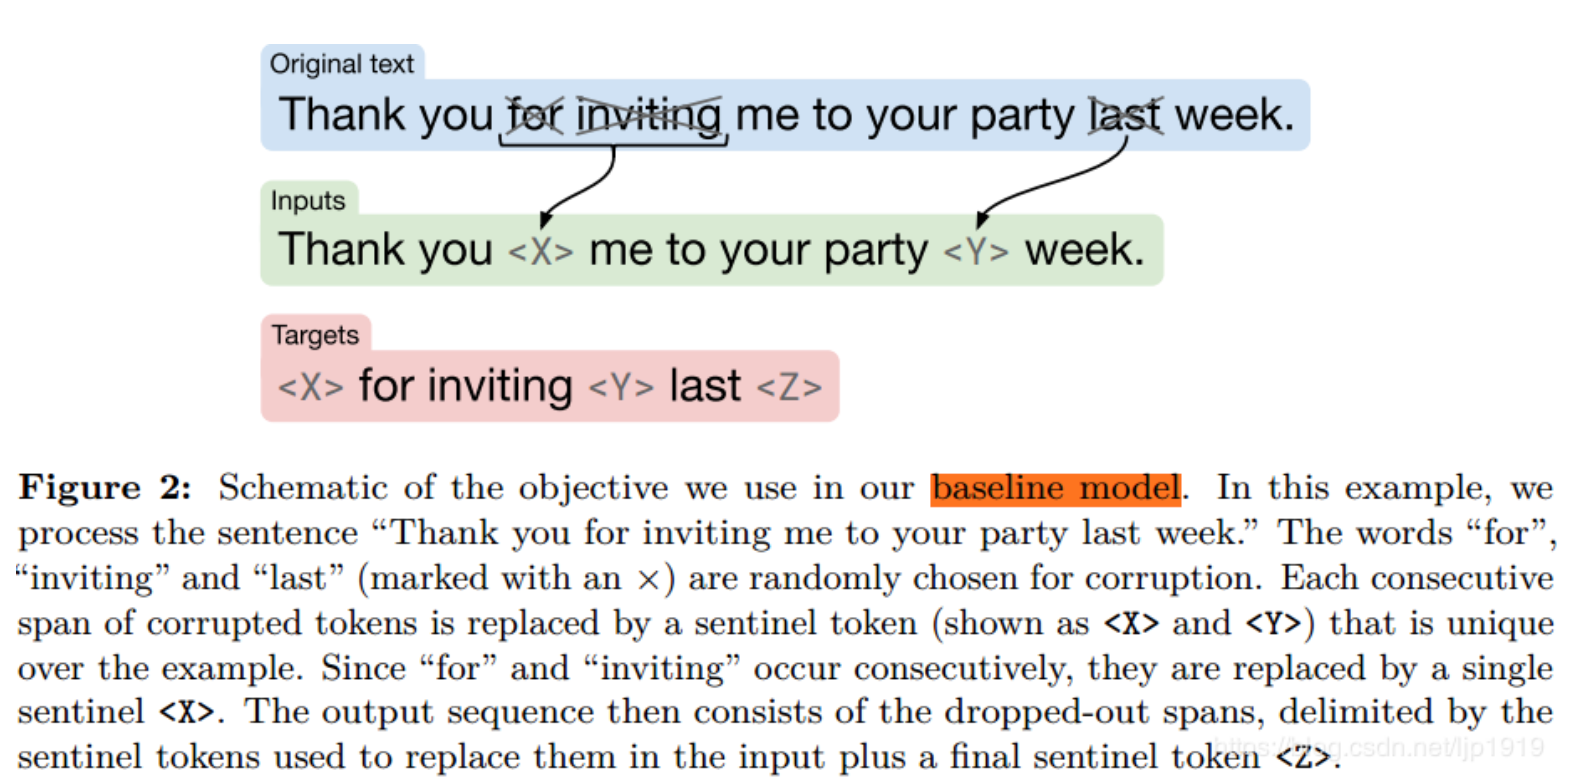 Original text
Thank you for inviting me to your party last week.
Inputs
Thank you <X> me to your party <Y> week.
Targets
<X> for inviting <Y> last <Z>
Figure 2: Schematic of the objective we use in our baseline model. In this example, we
process the sentence “Thank you for inviting me to your party last week.” The words “for”,
“inviting” and “last” (marked with an ×) are randomly chosen for corruption. Each consecutive
span of corrupted tokens is replaced by a sentinel token (shown as <X> and <Y>) that is unique
over the example. Since “for” and “inviting” occur consecutively, they are replaced by a single
sentinel <X>. The output sequence then consists of the dropped-out spans, delimited by the
sentinel tokens used to replace them in the input plus a final sentinel token <Z>.
https://blog.csdn.net/ljp1919